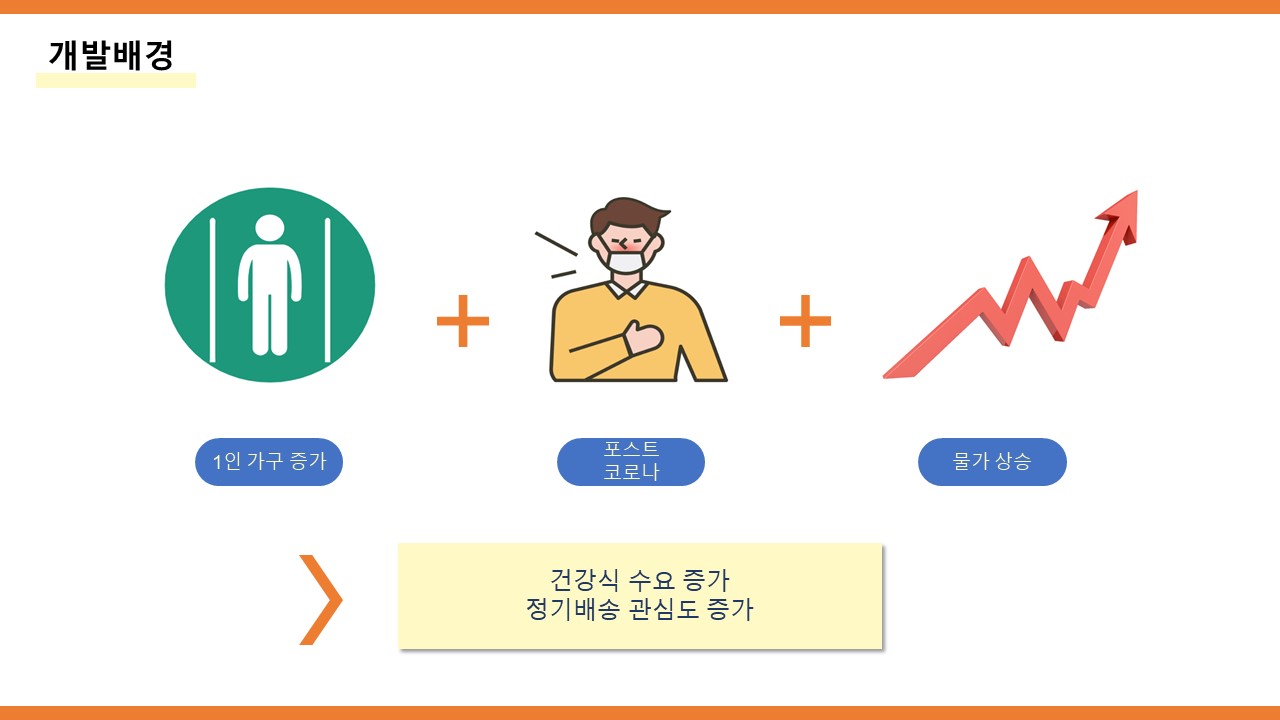 개발배경
1인 가구 증가
포스트
코로나
물가 상승
건강식 수요 증가
정기배송 관심도 증가